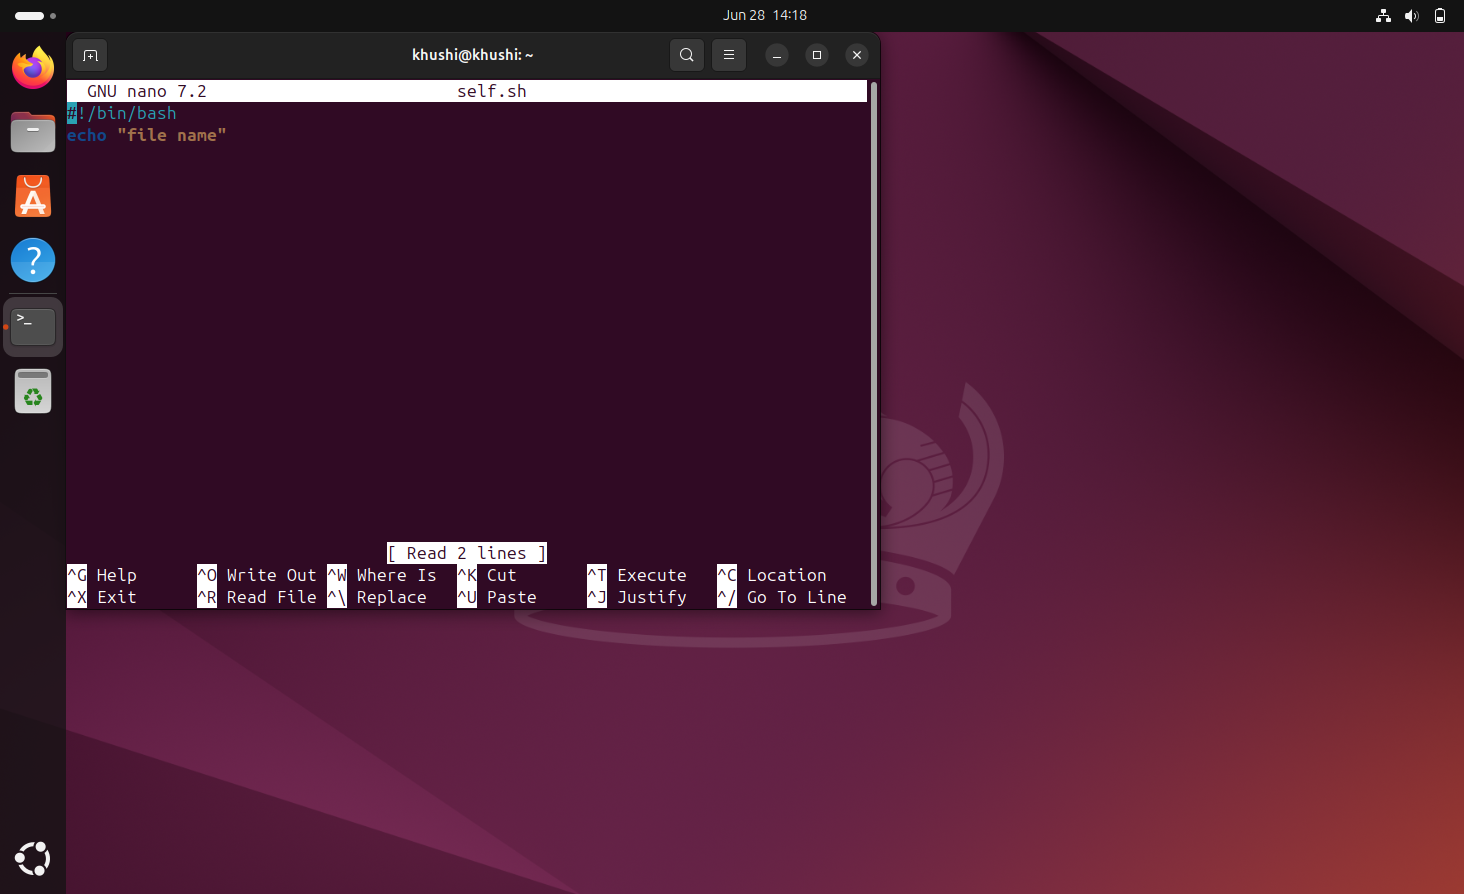 Jun 28 14:18
khushi@khushi: ~
GNU nano 7.2 self.sh
#!/bin/bash
echo "file name"
[ Read 2 lines ]
^G Help ^O Write Out ^W Where Is ^K Cut ^T Execute ^C Location
^X Exit ^R Read File ^\ Replace ^U Paste ^J Justify ^/ Go To Line